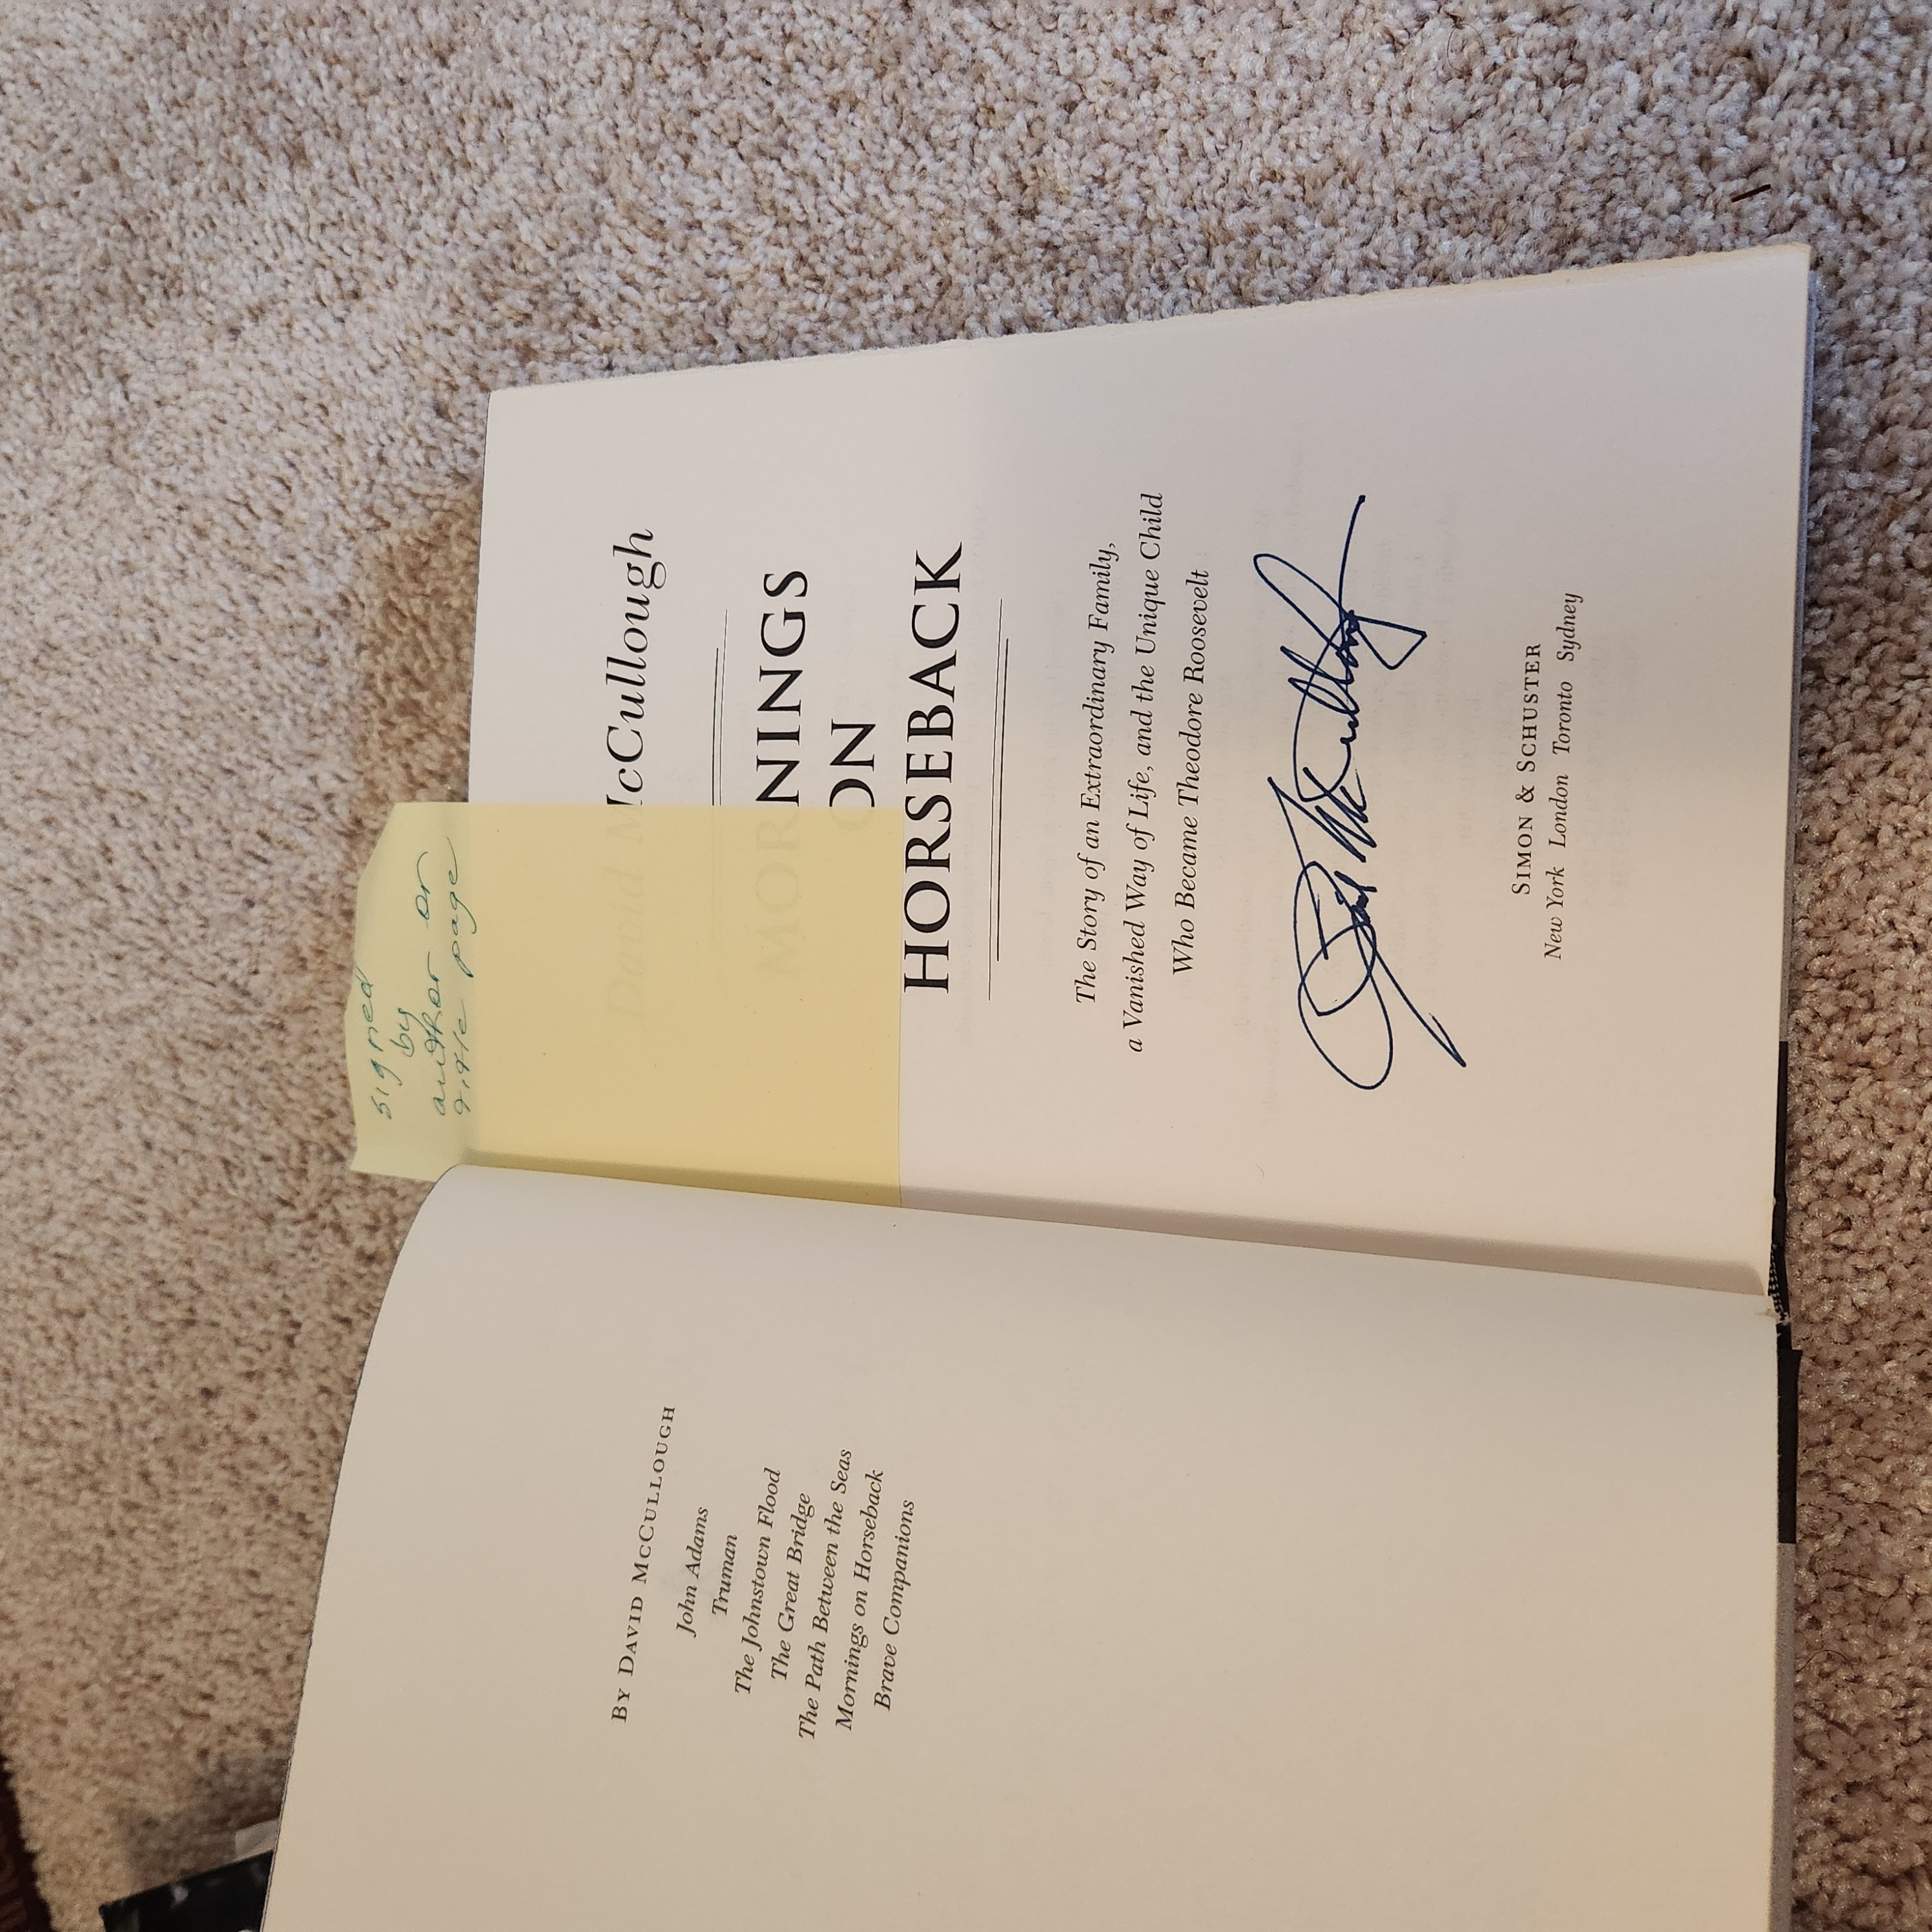 BY DAVID MCCULLOUGH
John Adams
Truman
The Johnstown Flood
The Great Bridge
The Path Between the Seas
Mornings on Horseback
Brave Companions
signed
by
author on
title page
David McCullough
MORNINGS
ON
HORSEBACK
The Story of an Extraordinary Family,
a Vanished Way of Life, and the Unique Child
Who Became Theodore Roosevelt
David McCullough
SIMON & SCHUSTER
New York London Toronto Sydney